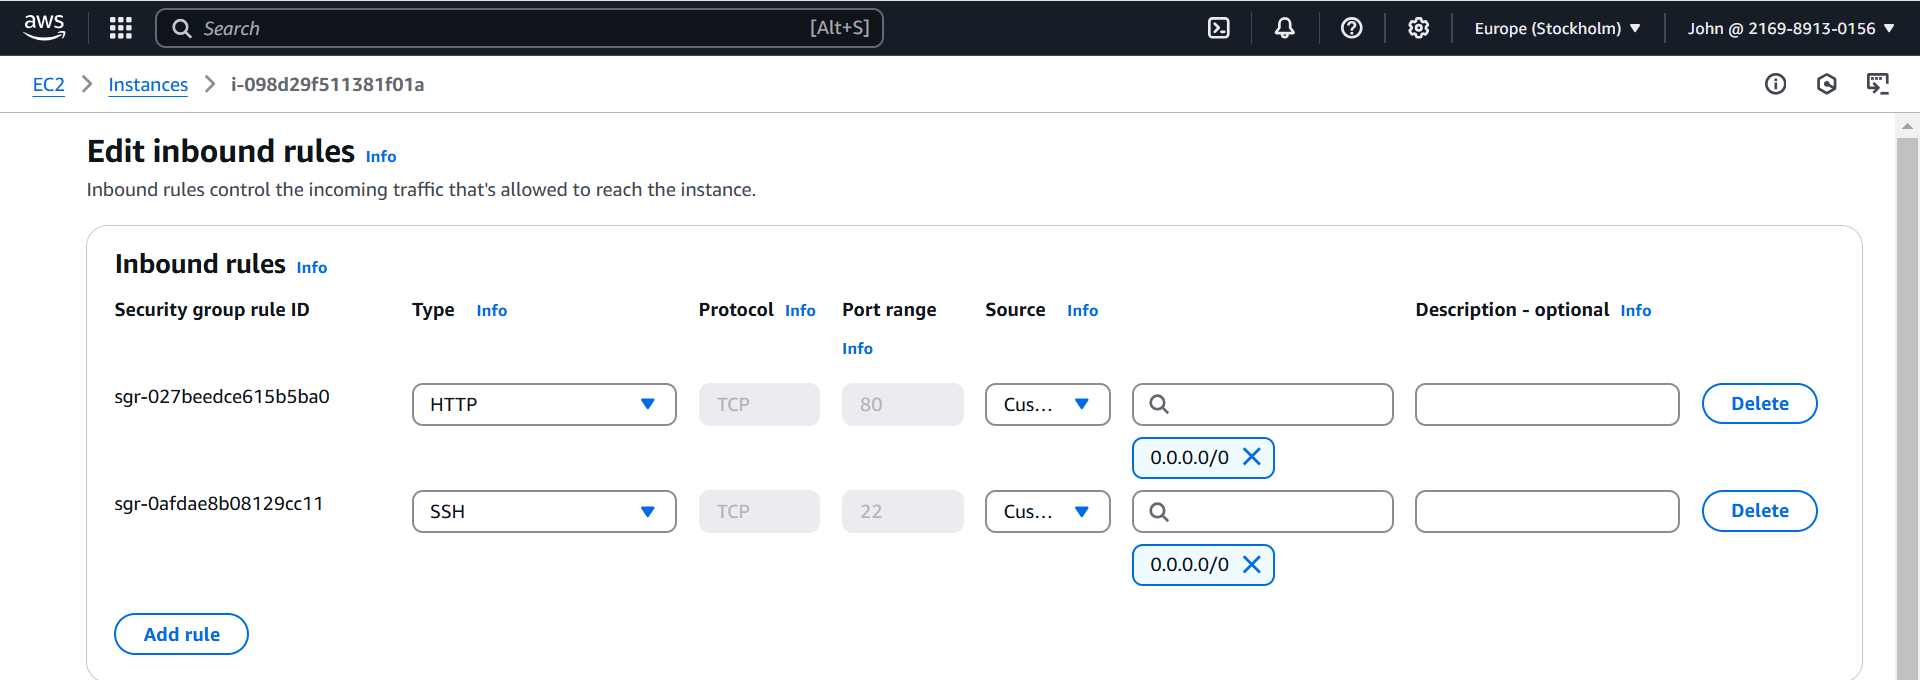 aws Search [Alt+S] Europe (Stockholm) John @ 2169-8913-0156
EC2 Instances i-098d29f511381f01a
Edit inbound rules Info
Inbound rules control the incoming traffic that's allowed to reach the instance.
Inbound rules Info
Security group rule ID Type Info Protocol Info Port range Source Info Description - optional Info
Info
sgr-027beedce615b5ba0 HTTP TCP 80 Cus... Delete
0.0.0.0/0
sgr-0afdae8b08129cc11 SSH TCP 22 Cus... Delete
0.0.0.0/0
Add rule